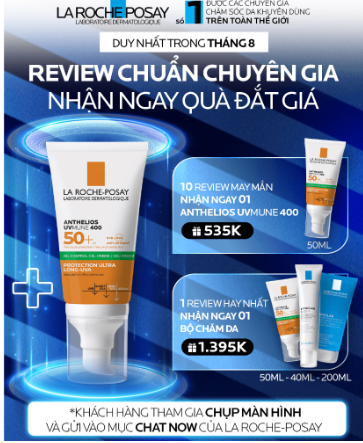 LA ROCHE-POSAY
LABORATOIRE DERMATOLOGIQUE
SỐ 1
ĐƯỢC CÁC CHUYÊN GIA
CHĂM SÓC DA KHUYÊN DÙNG
TRÊN TOÀN THẾ GIỚI
DUY NHẤT TRONG THÁNG 8
REVIEW CHUẨN CHUYÊN GIA
NHẬN NGAY QUÀ ĐẮT GIÁ
LA ROCHE-POSAY
LABORATOIRE DERMATOLOGIQUE
ANTHELIOS
UVMUNE 400
50+
PROTECTION ULTRA
LONG-UVA
10 REVIEW MAY MẮN
NHẬN NGAY 01
ANTHELIOS UVMUNE 400
535K
50ML
1 REVIEW HAY NHẤT
NHẬN NGAY 01
BỘ CHĂM DA
1.395K
50ML - 40ML - 200ML
*KHÁCH HÀNG THAM GIA CHỤP MÀN HÌNH
VÀ GỬI VÀO MỤC CHAT NOW CỦA LA ROCHE-POSAY